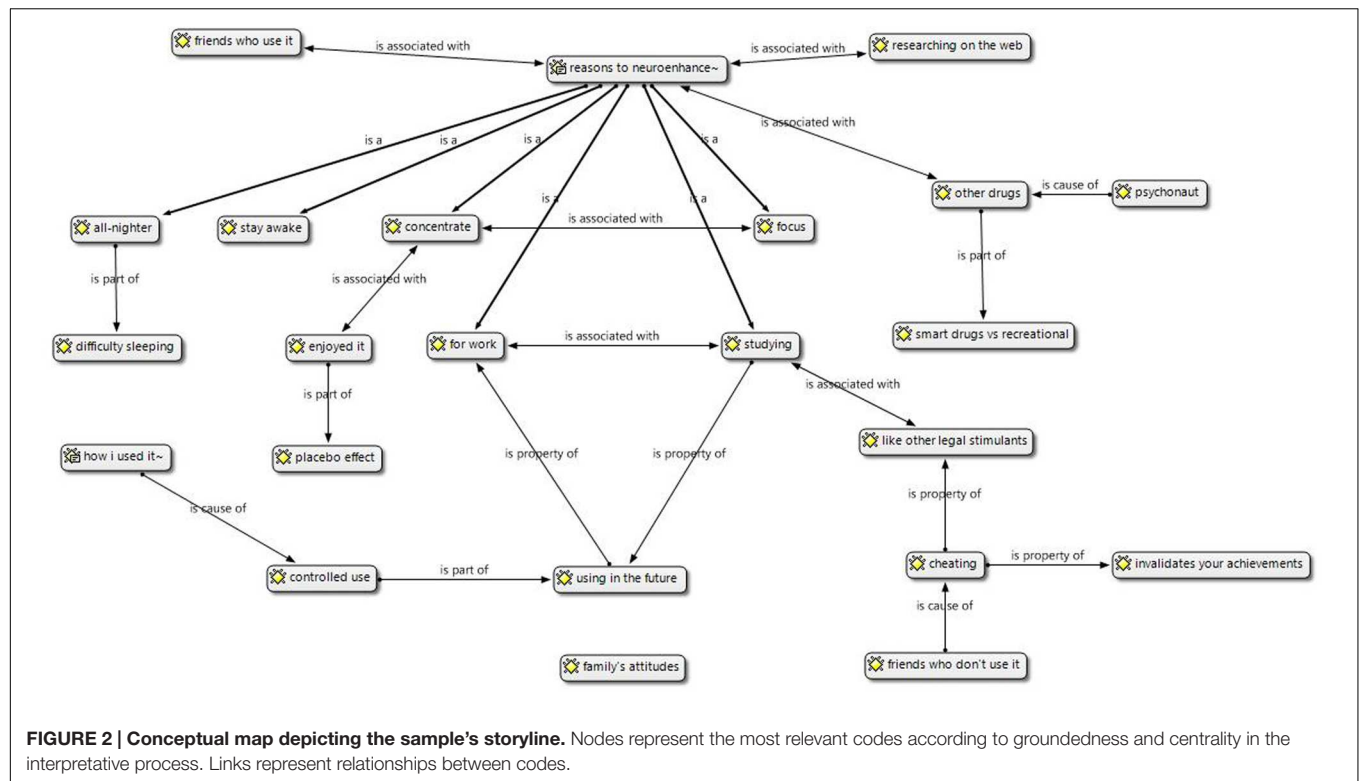 friends who use it
is associated with
is associated with
researching on the web
reasons to neuroenhance~
is associated with
is a
is a
is a
is a
is a
is a
other drugs
is cause of
psychonaut
all-nighter
stay awake
concentrate
is associated with
focus
is part of
is associated with
is part of
difficulty sleeping
enjoyed it
for work
is associated with
studying
smart drugs vs recreational
is part of
is associated with
how i used it~
placebo effect
is property of
is property of
like other legal stimulants
is cause of
is property of
controlled use
is part of
using in the future
cheating
is property of
invalidates your achievements
is cause of
family's attitudes
friends who don't use it
FIGURE 2 | Conceptual map depicting the sample's storyline. Nodes represent the most relevant codes according to groundedness and centrality in the
interpretative process. Links represent relationships between codes.